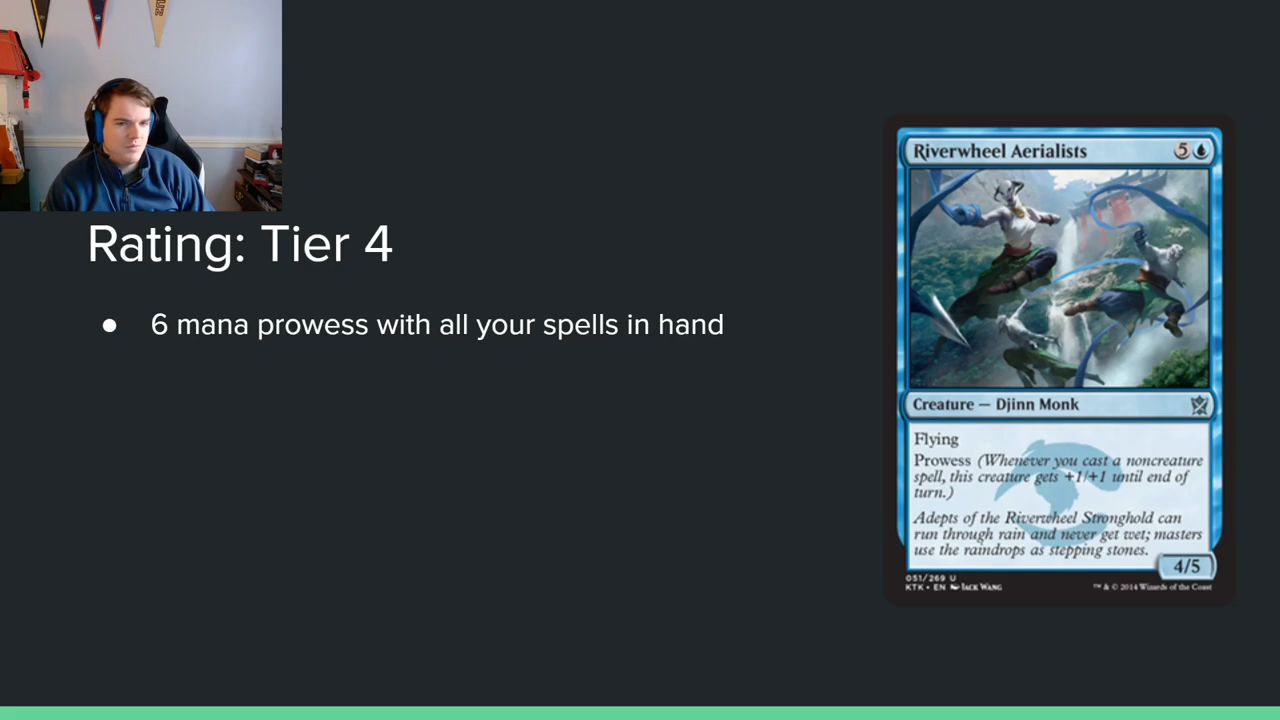 Rating: Tier 4
● 6 mana prowess with all your spells in hand
Riverwheel Aerialists 5
Creature — Djinn Monk
Flying
Prowess (Whenever you cast a noncreature
spell, this creature gets +1/+1 until end of
turn.)
Adepts of the Riverwheel Stronghold can
run through rain and never get wet; masters
use the raindrops as stepping stones.
4/5
051/269 U
KTK • EN Jack Wang
™ & © 2014 Wizards of the Coast